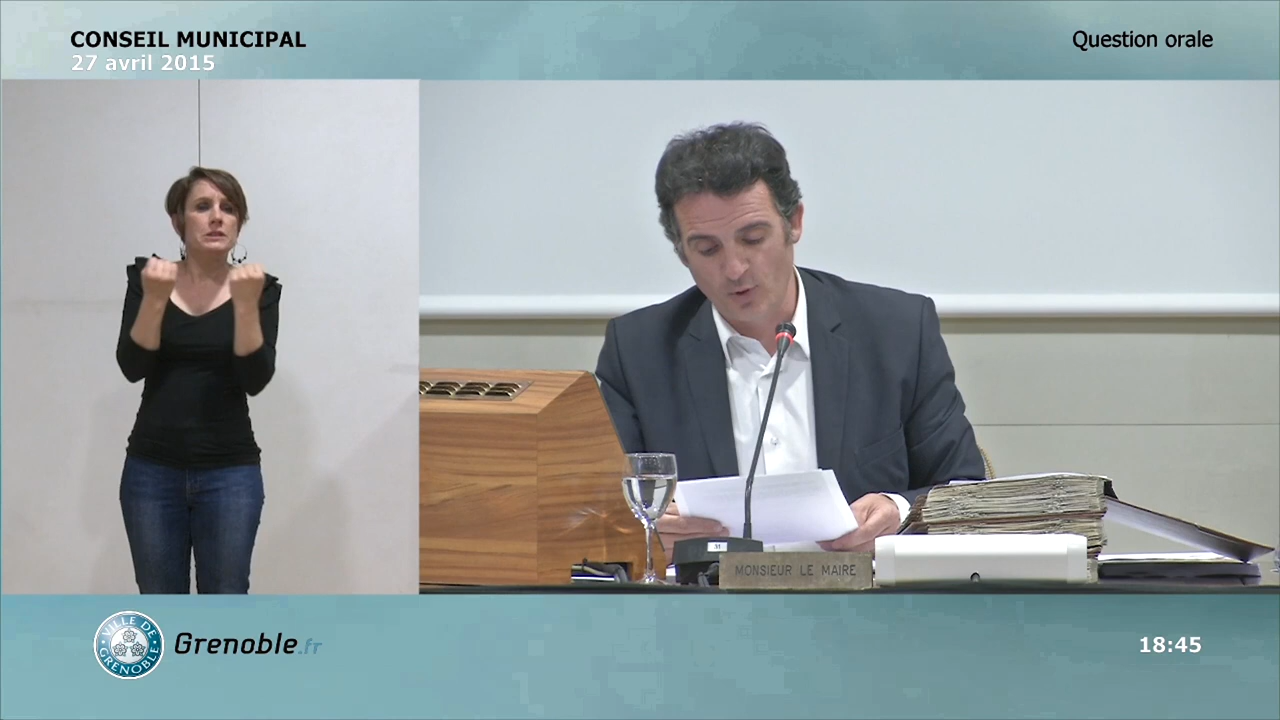 CONSEIL MUNICIPAL
27 avril 2015
Question orale
MONSIEUR LE MAIRE
VILLE DE GRENOBLE
Grenoble.fr
18:45